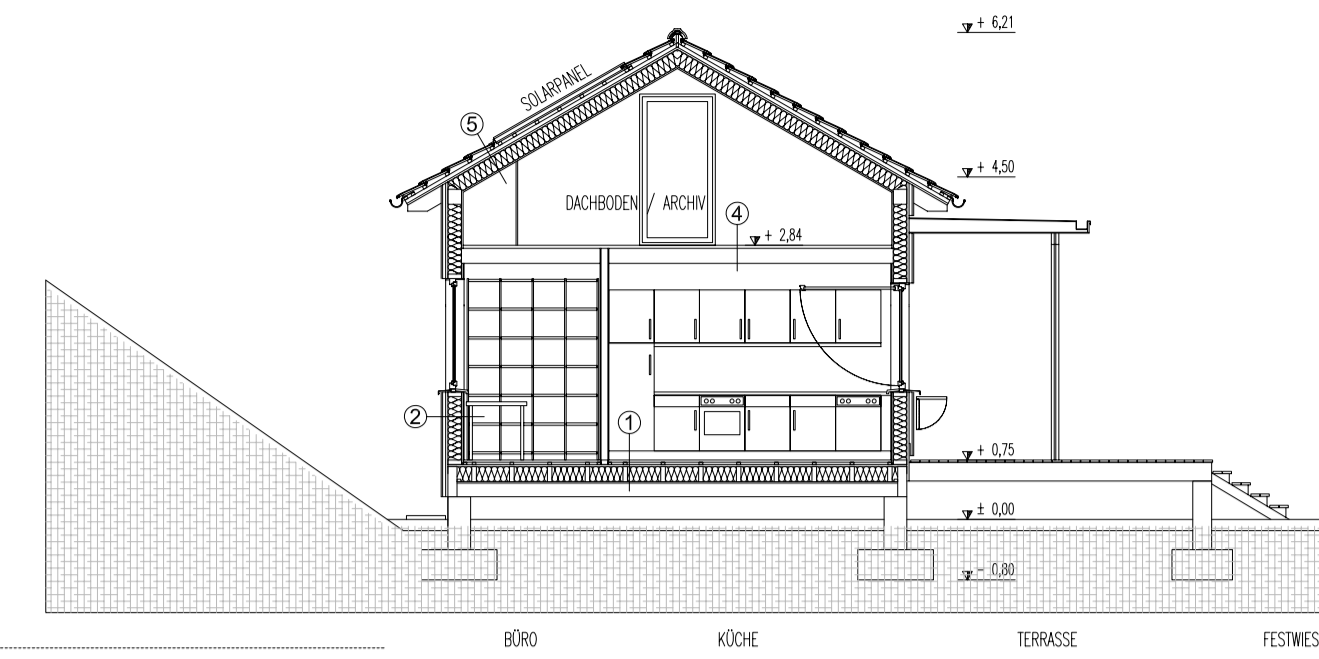 + 6,21
SOLARPANEL
5
+ 4,50
DACHBODEN / ARCHIV
4
+ 2,84
2
1
+ 0,75
± 0,00
- 0,80
BÜRO
KÜCHE
TERRASSE
FESTWIES